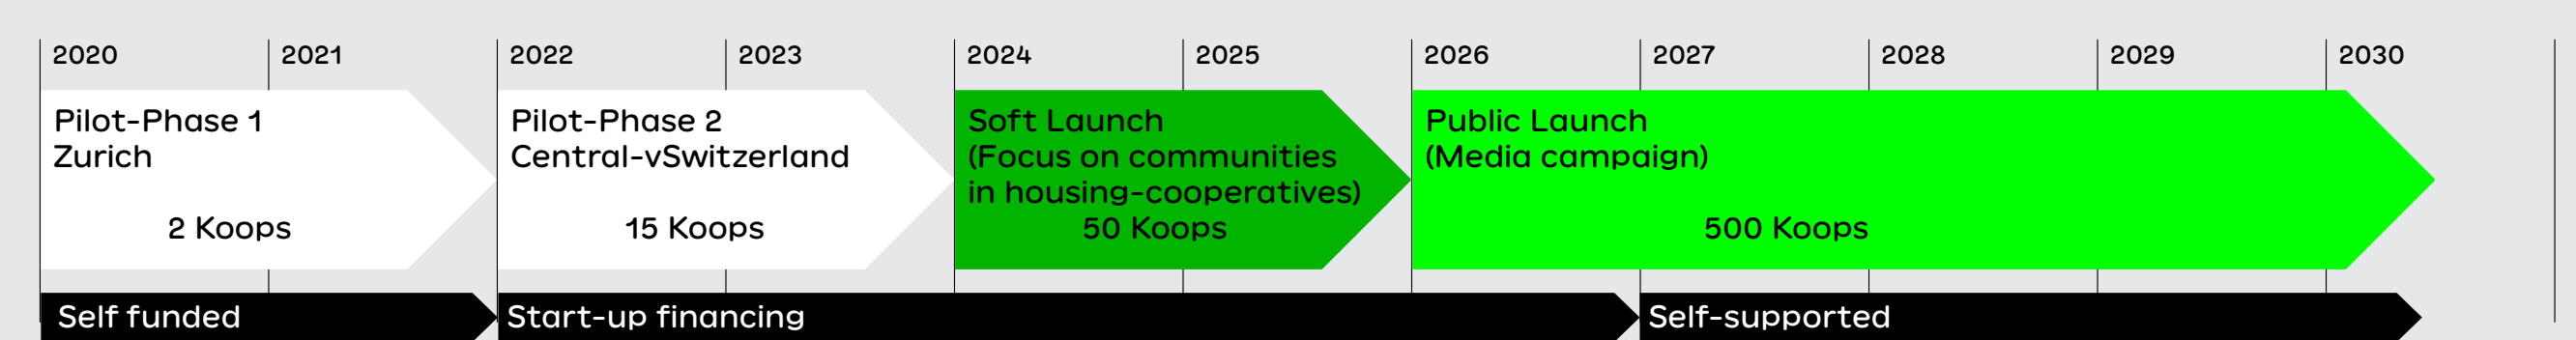 2020 2021 2022 2023 2024 2025 2026 2027 2028 2029 2030
Pilot-Phase 1
Zurich
2 Koops
Pilot-Phase 2
Central-vSwitzerland
15 Koops
Soft Launch
(Focus on communities
in housing-cooperatives)
50 Koops
Public Launch
(Media campaign)
500 Koops
Self funded
Start-up financing
Self-supported